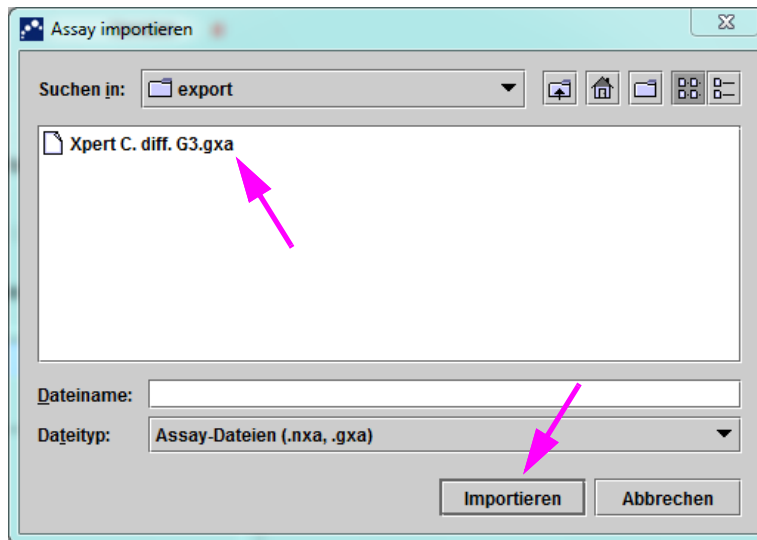 Assay importieren
Suchen in: export
Xpert C. diff. G3.gxa
Dateiname:
Dateityp: Assay-Dateien (.nxa, .gxa)
Importieren Abbrechen